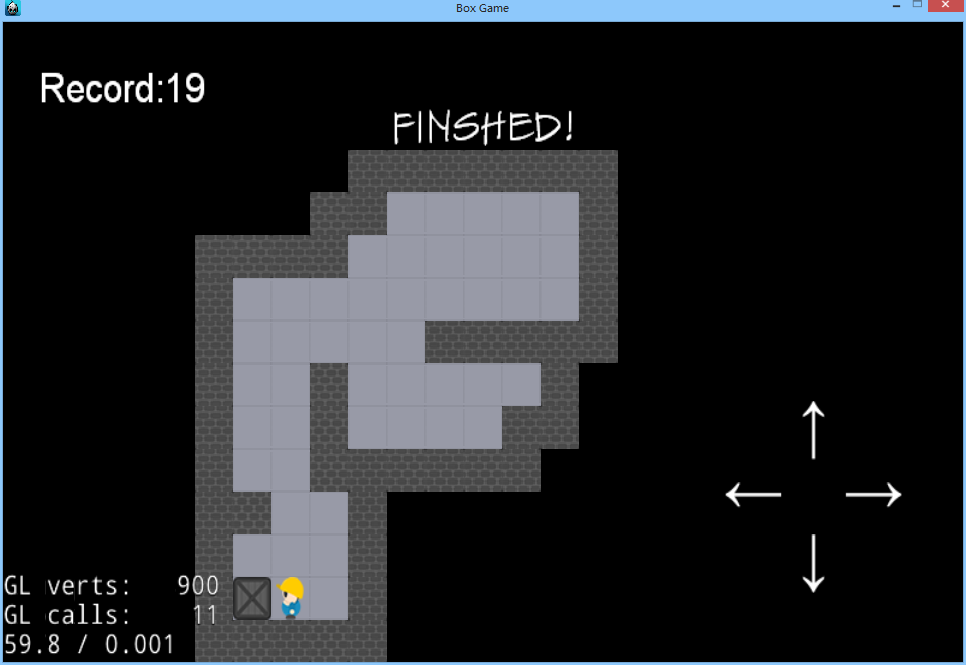 Box Game
Record:19
FINSHED!
GL verts: 900
GL calls: 11
59.8 / 0.001